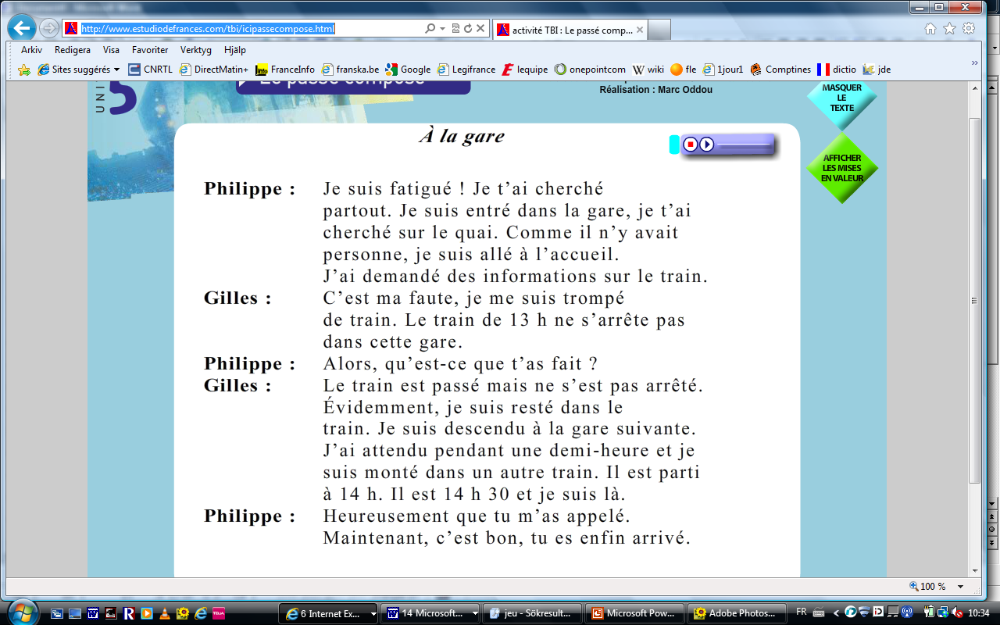 Document1 - Microsoft Word
http://www.estudiodefrances.com/tbi/icipassecompose.html
activité TBI : Le passé comp...
Arkiv Redigera Visa Favoriter Verktyg Hjälp
Sites suggérés CNRTL DirectMatin+ FranceInfo franska.be Google Legifrance lequipe onepointcom wiki fle 1jour1 Comptines dictio jde
UNI 5
Le passé composé
Réalisation : Marc Oddou
MASQUER
LE
TEXTE
À la gare
AFFICHER
LES MISES
EN VALEUR
Philippe : Je suis fatigué ! Je t’ai cherché
partout. Je suis entré dans la gare, je t’ai
cherché sur le quai. Comme il n’y avait
personne, je suis allé à l’accueil.
J’ai demandé des informations sur le train.
Gilles : C’est ma faute, je me suis trompé
de train. Le train de 13 h ne s’arrête pas
dans cette gare.
Philippe : Alors, qu’est-ce que t’as fait ?
Gilles : Le train est passé mais ne s’est pas arrêté.
Évidemment, je suis resté dans le
train. Je suis descendu à la gare suivante.
J’ai attendu pendant une demi-heure et je
suis monté dans un autre train. Il est parti
à 14 h. Il est 14 h 30 et je suis là.
Philippe : Heureusement que tu m’as appelé.
Maintenant, c’est bon, tu es enfin arrivé.
100 %
6 Internet Ex... 14 Microsoft... jeu - Sökresult... Microsoft Pow... Adobe Photos... FR 10:34